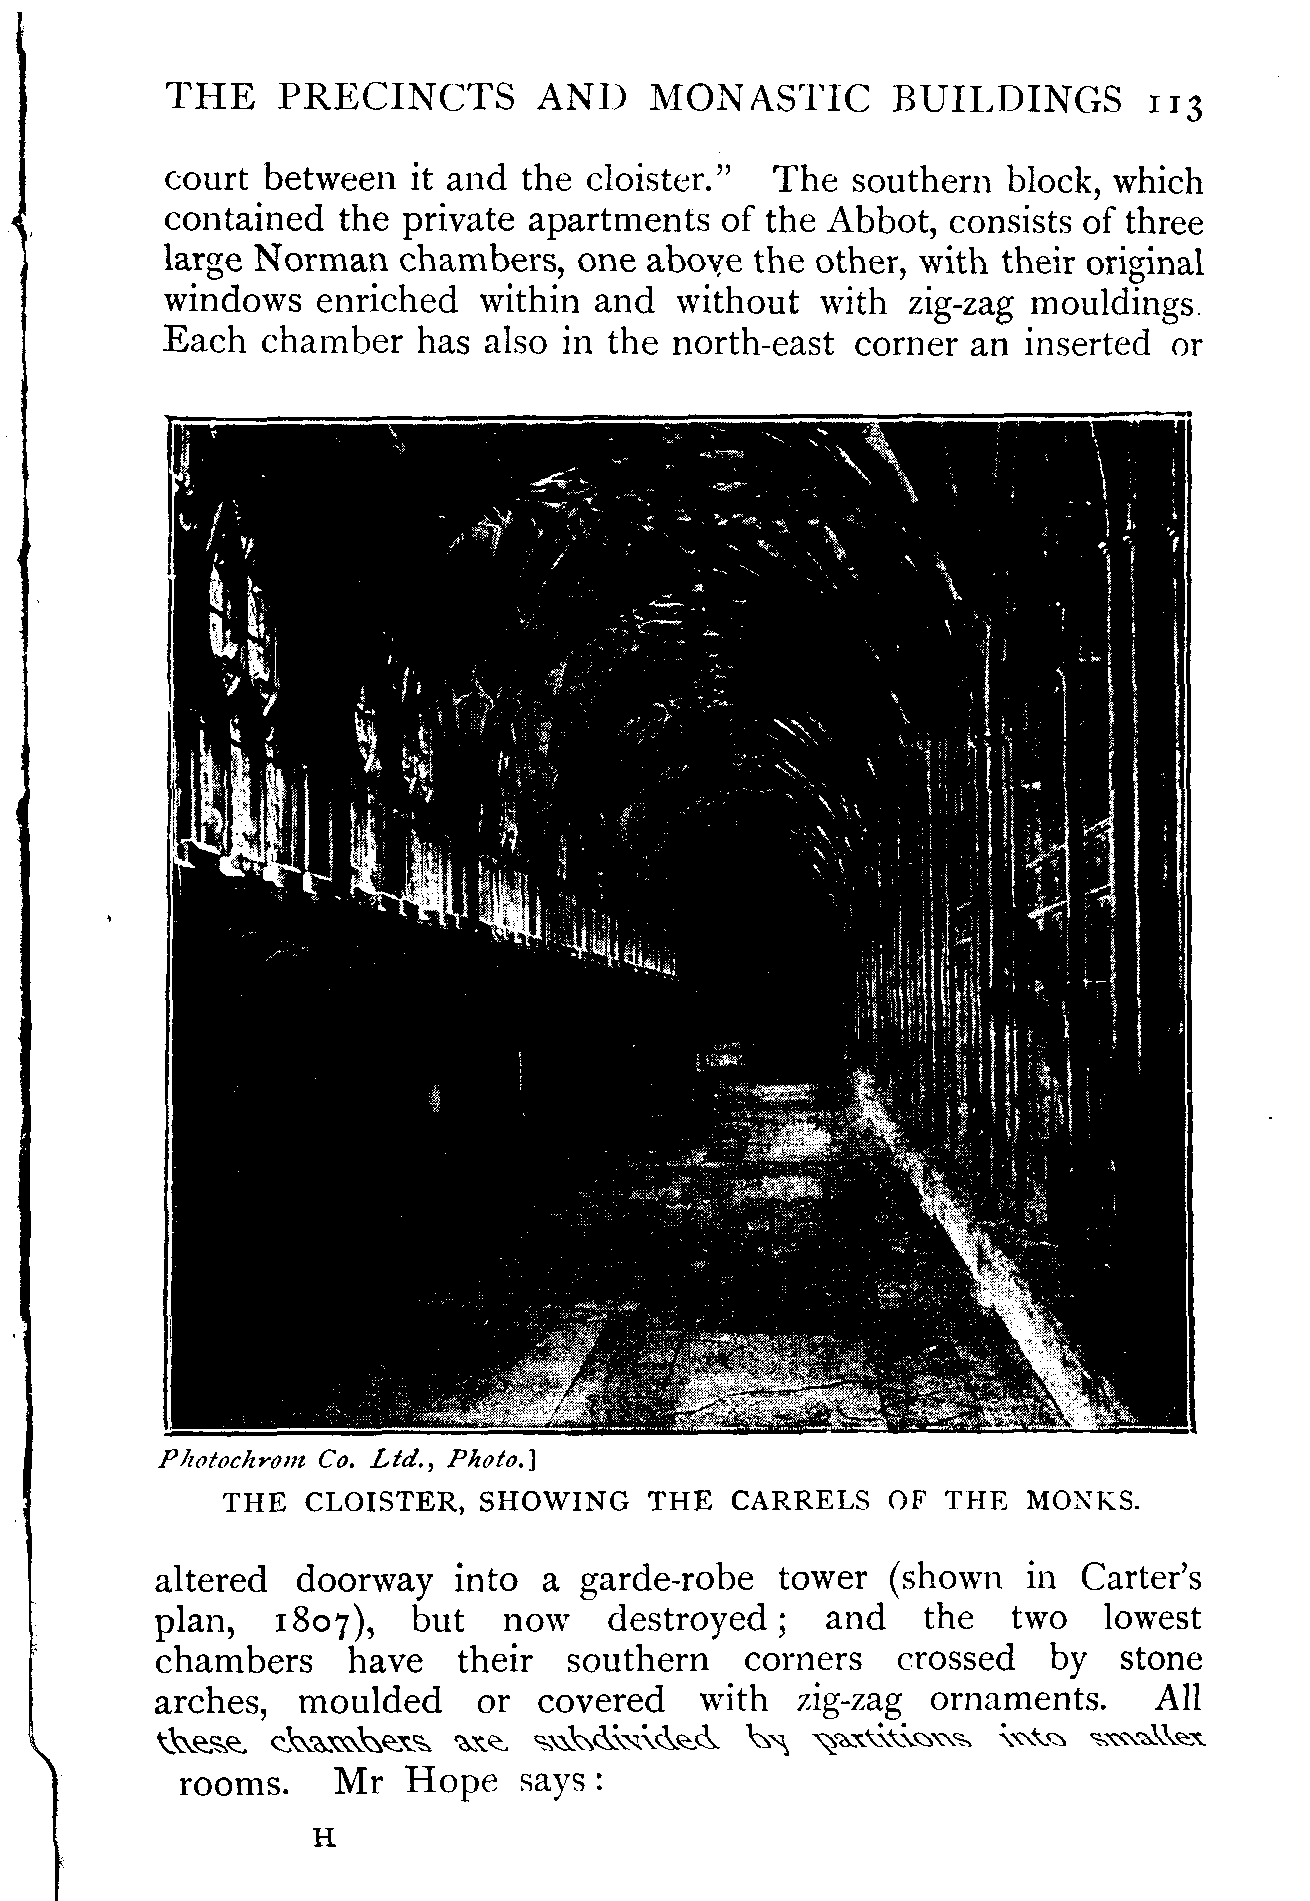 THE PRECINCTS AND MONASTIC BUILDINGS 113
court between it and the cloister." The southern block, which
contained the private apartments of the Abbot, consists of three
large Norman chambers, one above the other, with their original
windows enriched within and without with zig-zag mouldings.
Each chamber has also in the north-east corner an inserted or
Photochrom Co. Ltd., Photo.]
THE CLOISTER, SHOWING THE CARRELS OF THE MONKS.
altered doorway into a garde-robe tower (shown in Carter's
plan, 1807), but now destroyed; and the two lowest
chambers have their southern corners crossed by stone
arches, moulded or covered with zig-zag ornaments. All
these chambers are subdivided by partitions into smaller
rooms. Mr Hope says:
H